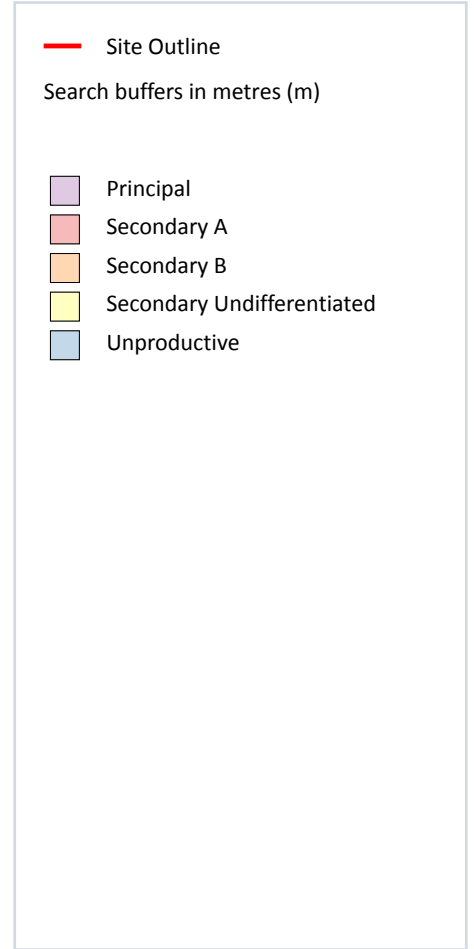 Site Outline
Search buffers in metres (m)
Principal
Secondary A
Secondary B
Secondary Undifferentiated
Unproductive